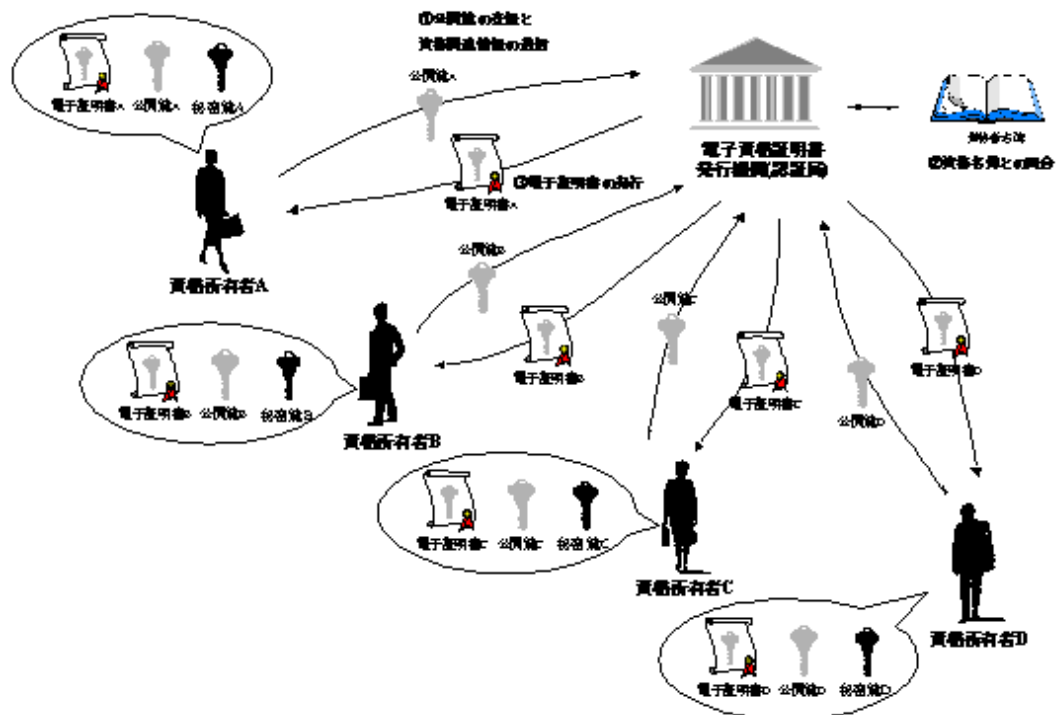 ①公開鍵の登録と
資格関連情報の送付
公開鍵A
電子証明書A 公開鍵A 秘密鍵A
資格所有者A
電子証明書A
③電子証明書の発行
電子資格証明書
発行機関(認証局)
資格者名簿
②資格名簿との照合
公開鍵B
電子証明書B
電子証明書B 公開鍵B 秘密鍵B
資格所有者B
公開鍵C
電子証明書C
電子証明書C 公開鍵C 秘密鍵C
資格所有者C
公開鍵D
電子証明書D
電子証明書D 公開鍵D 秘密鍵D
資格所有者D